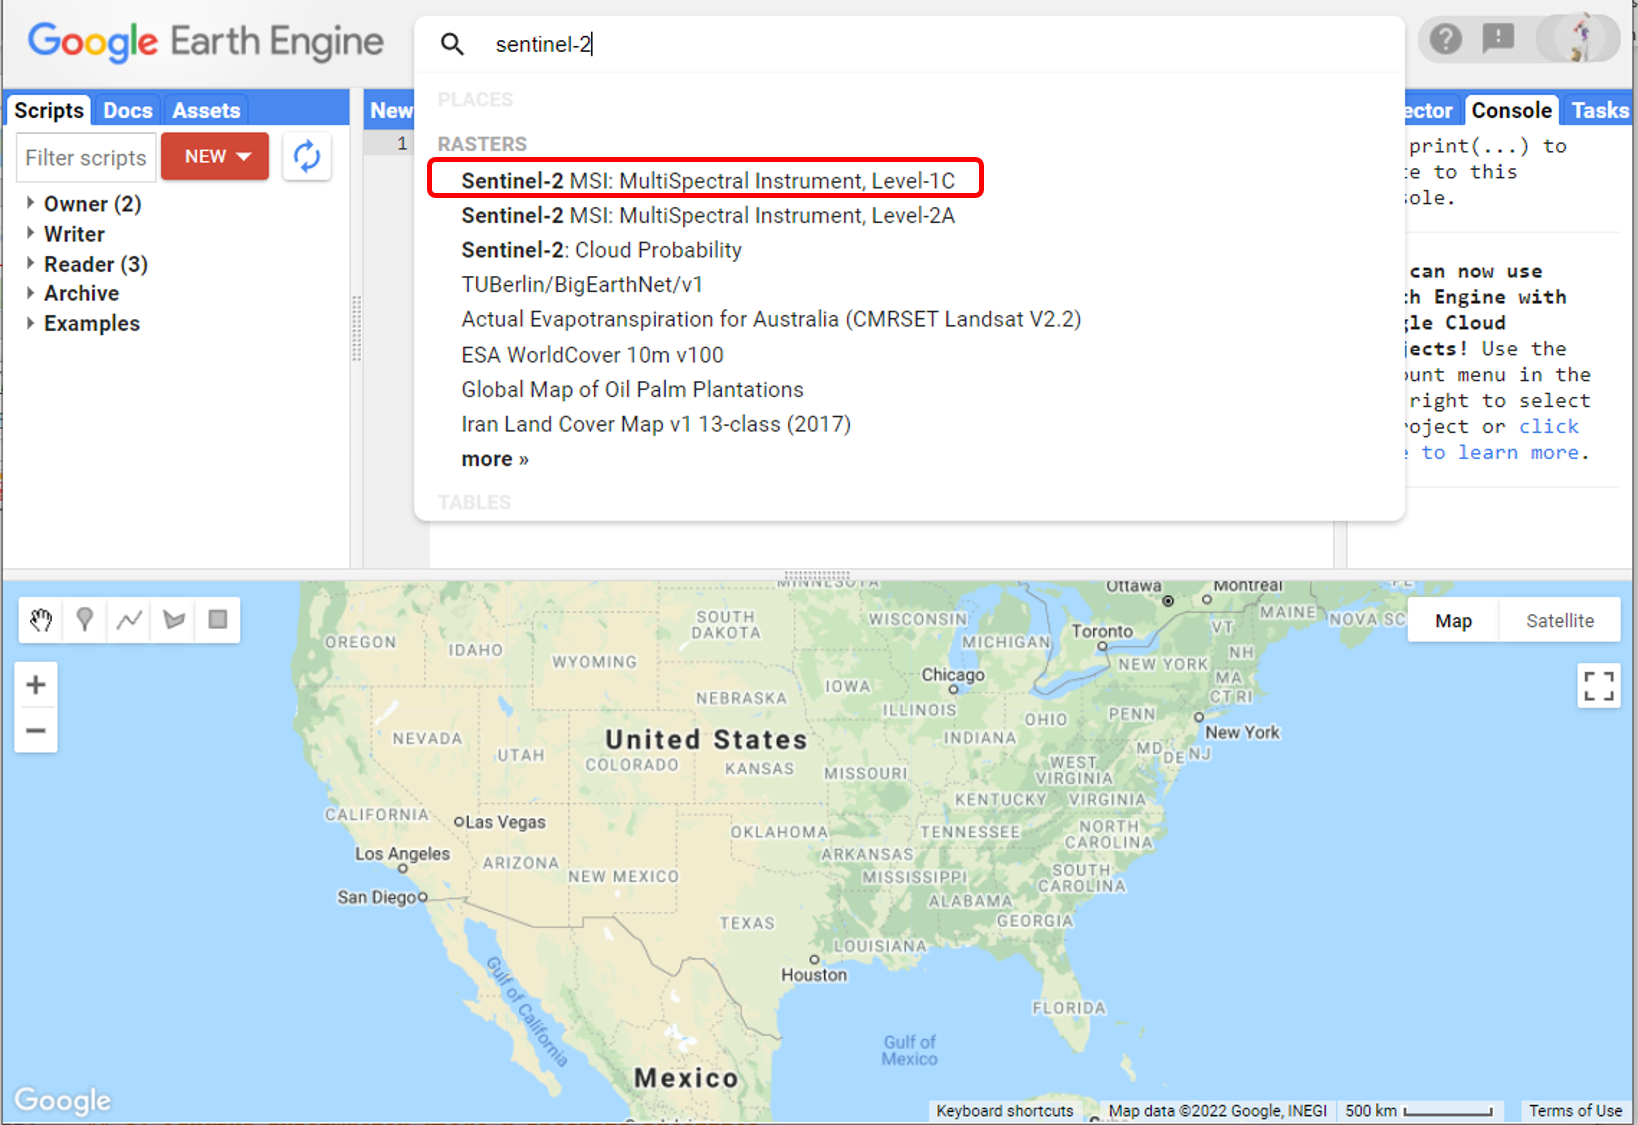 Google Earth Engine
sentinel-2
PLACES
RASTERS
Sentinel-2 MSI: MultiSpectral Instrument, Level-1C
Sentinel-2 MSI: MultiSpectral Instrument, Level-2A
Sentinel-2: Cloud Probability
TUBerlin/BigEarthNet/v1
Actual Evapotranspiration for Australia (CMRSET Landsat V2.2)
ESA WorldCover 10m v100
Global Map of Oil Palm Plantations
Iran Land Cover Map v1 13-class (2017)
more »
TABLES
Scripts Docs Assets
Filter scripts NEW
Owner (2)
Writer
Reader (3)
Archive
Examples
New
1
ector Console Tasks
print(...) to
e to this
ole.
can now use
h Engine with
gle Cloud
jects! Use the
ount menu in the
right to select
roject or click
e to learn more.
Map Satellite
MINNESOTA
Ottawa
Montreal
PE
OREGON
IDAHO
WYOMING
SOUTH
DAKOTA
WISCONSIN
MICHIGAN
Toronto
VT
MAINE
NOVA SC
NH
NEW YORK
MA
CT RI
Chicago
IOWA
NEBRASKA
ILLINOIS
INDIANA
OHIO
PENN
New York
NEVADA
UTAH
COLORADO
United States
KANSAS
MISSOURI
WEST
VIRGINIA
MD
DE
NJ
KENTUCKY
VIRGINIA
CALIFORNIA
Las Vegas
OKLAHOMA
TENNESSEE
NORTH
CAROLINA
Los Angeles
ARIZONA
NEW MEXICO
ARKANSAS
MISSISSIPPI
SOUTH
CAROLINA
San Diego
TEXAS
ALABAMA
GEORGIA
LOUISIANA
Houston
FLORIDA
Gulf of California
Gulf of
Mexico
Mexico
Google
Keyboard shortcuts Map data ©2022 Google, INEGI 500 km Terms of Use